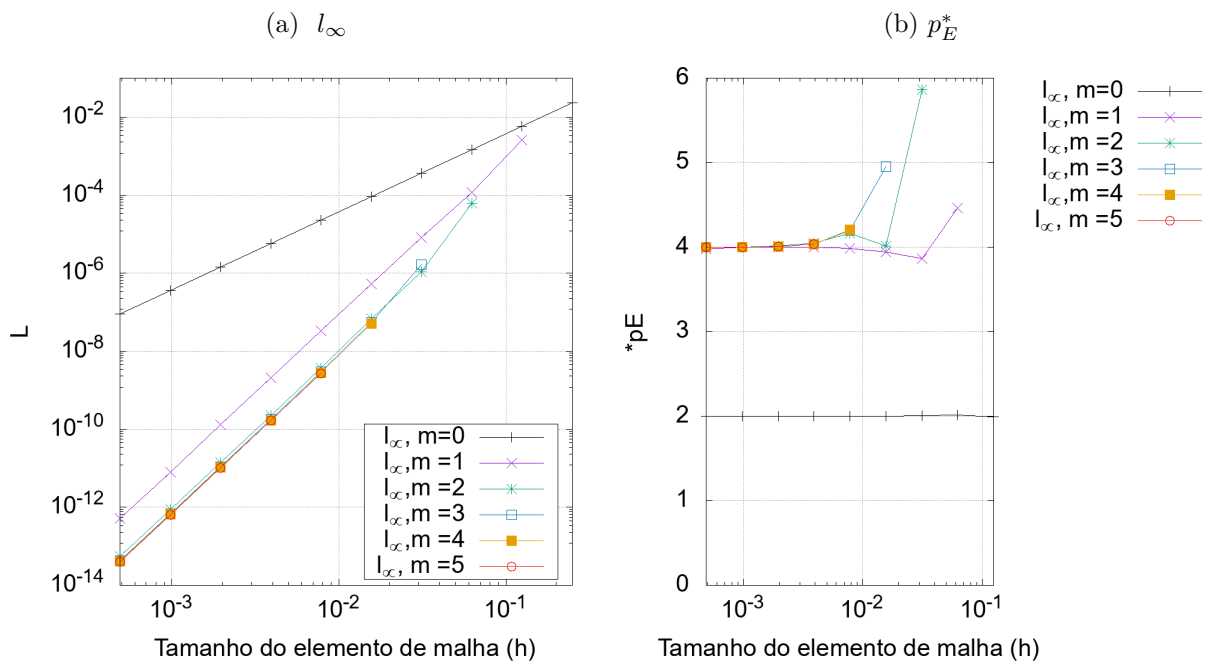 (a) l∞
(b) p*E
10⁻²
10⁻⁴
10⁻⁶
10⁻⁸
10⁻¹⁰
10⁻¹²
10⁻¹⁴
L
10⁻³
10⁻²
10⁻¹
Tamanho do elemento de malha (h)
l∞, m=0
l∞,m =1
l∞,m =2
l∞, m =3
l∞, m =4
l∞, m =5
6
5
4
3
2
1
0
*pE
10⁻³
10⁻²
10⁻¹
Tamanho do elemento de malha (h)
l∞, m=0
l∞,m =1
l∞,m =2
l∞, m =3
l∞, m =4
l∞, m =5